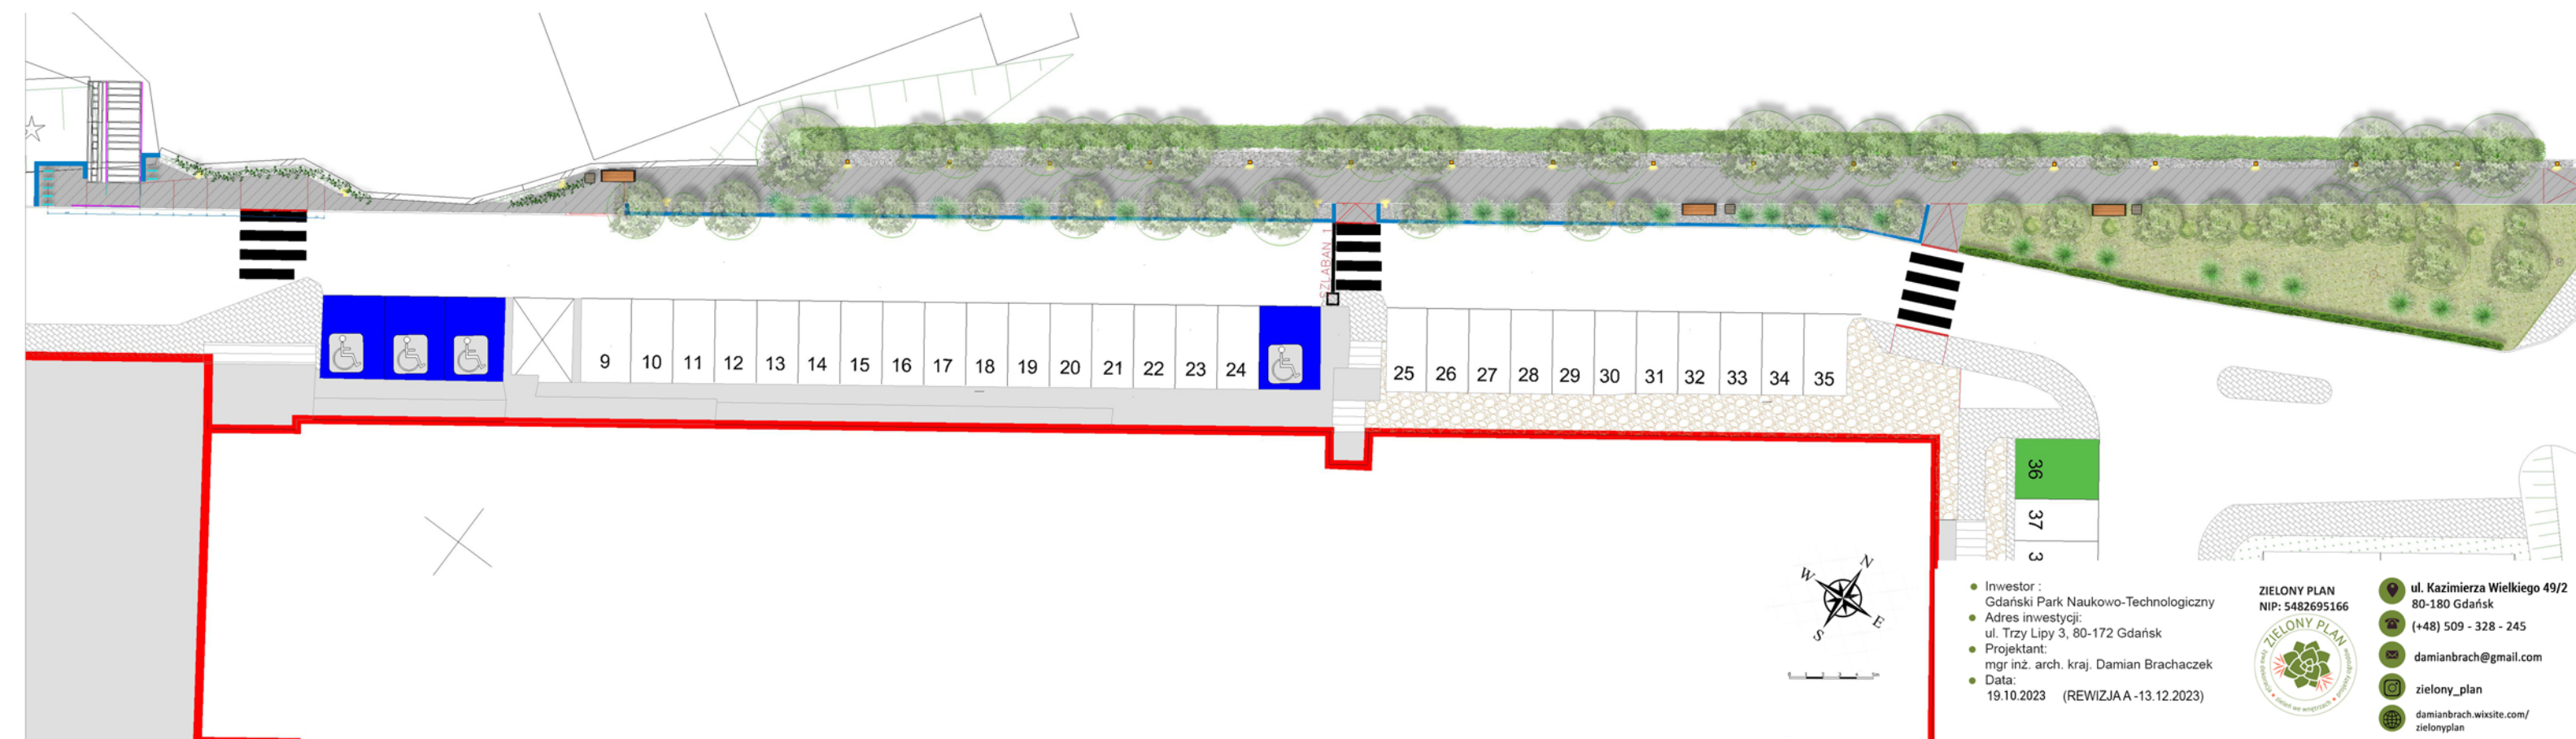 SZLABAN 1
9
10
11
12
13
14
15
16
17
18
19
20
21
22
23
24
25
26
27
28
29
30
31
32
33
34
35
36
37
3
N
W
E
S
Inwestor :
Gdański Park Naukowo-Technologiczny
Adres inwestycji:
ul. Trzy Lipy 3, 80-172 Gdańsk
Projektant:
mgr inż. arch. kraj. Damian Brachaczek
Data:
19.10.2023 (REWIZJA A -13.12.2023)
ZIELONY PLAN
NIP: 5482695166
ZIELONY PLAN
zieleń we wnętrzach
ul. Kazimierza Wielkiego 49/2
80-180 Gdańsk
(+48) 509 - 328 - 245
damianbrach@gmail.com
zielony_plan
damianbrach.wixsite.com/
zielonyplan